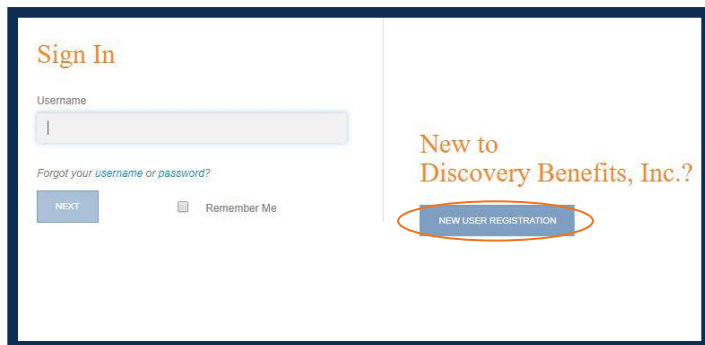 Sign In
Username
Forgot your username or password?
NEXT
Remember Me
New to
Discovery Benefits, Inc.?
NEW USER REGISTRATION